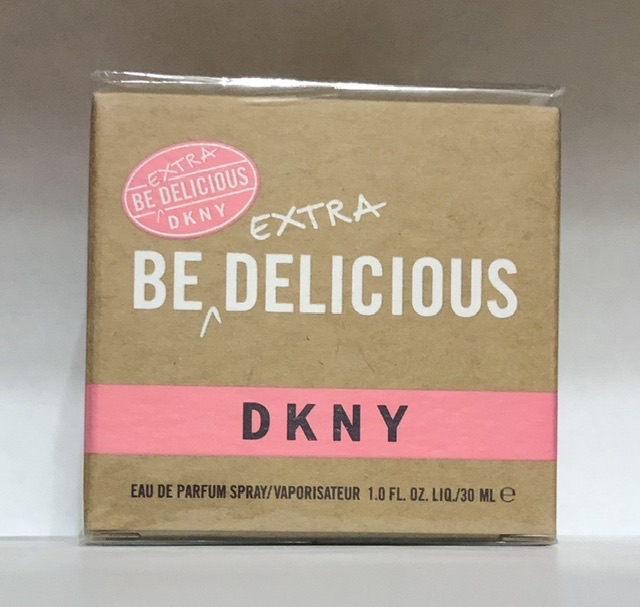 EXTRA
BE DELICIOUS
DKNY
EXTRA
BE DELICIOUS
DKNY
EAU DE PARFUM SPRAY/VAPORISATEUR 1.0 FL. OZ. LIQ./30 ML ℮